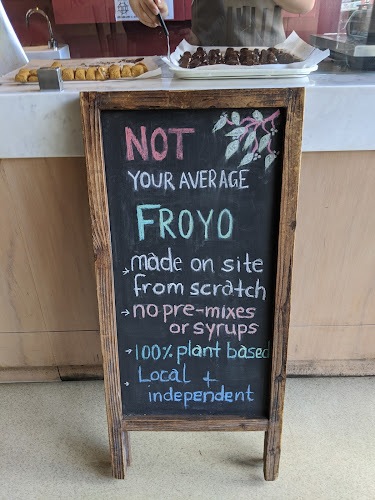 NOT
YOUR AVERAGE
FROYO
→ made on site
from scratch
→ no pre-mixes
or syrups
→ 100% plant based
→ Local +
independent